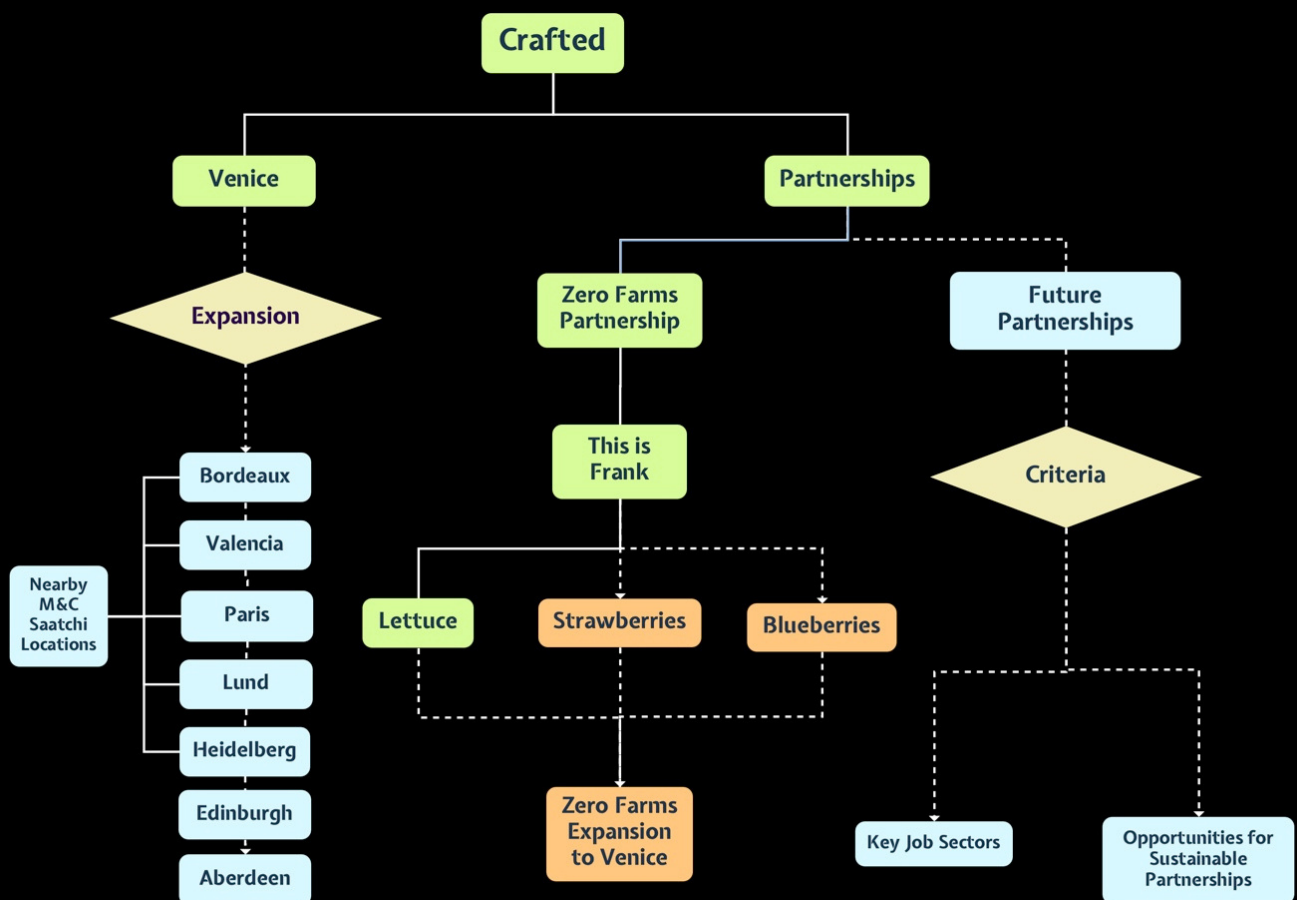 Crafted
Venice
Partnerships
Expansion
Zero Farms
Partnership
Future
Partnerships
This is
Frank
Criteria
Bordeaux
Valencia
Paris
Lund
Heidelberg
Edinburgh
Aberdeen
Nearby
M&C
Saatchi
Locations
Lettuce
Strawberries
Blueberries
Zero Farms
Expansion
to Venice
Key Job Sectors
Opportunities for
Sustainable
Partnerships